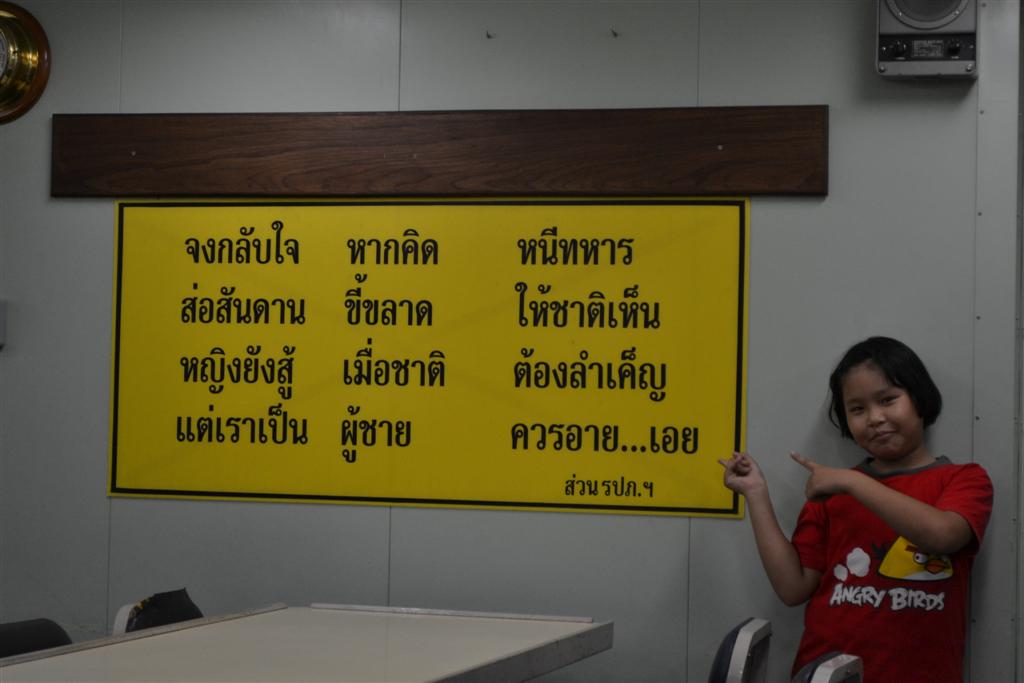 จงกลับใจ หากคิด หนีทหาร
ส่อสันดาน ขี้ขลาด ให้ชาติเห็น
หญิงยังสู้ เมื่อชาติ ต้องลำเค็ญ
แต่เราเป็น ผู้ชาย ควรอาย...เอย
ส่วน รปภ.ฯ
ANGRY BIRDS